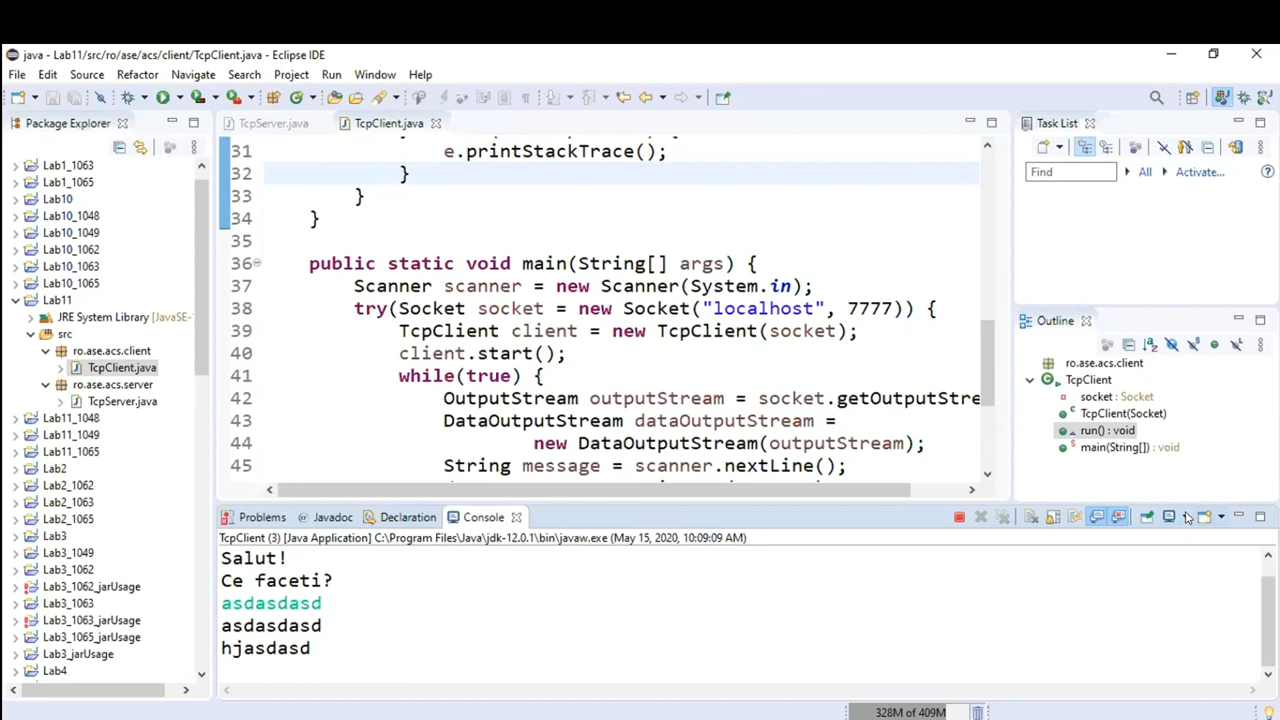 java - Lab11/src/ro/ase/acs/client/TcpClient.java - Eclipse IDE
File Edit Source Refactor Navigate Search Project Run Window Help
Package Explorer
Lab1_1063
Lab1_1065
Lab10
Lab10_1048
Lab10_1049
Lab10_1062
Lab10_1063
Lab10_1065
Lab11
JRE System Library [JavaSE-
src
ro.ase.acs.client
TcpClient.java
ro.ase.acs.server
TcpServer.java
Lab11_1048
Lab11_1049
Lab11_1065
Lab2
Lab2_1062
Lab2_1063
Lab2_1065
Lab3
Lab3_1049
Lab3_1062
Lab3_1062_jarUsage
Lab3_1063
Lab3_1063_jarUsage
Lab3_1065_jarUsage
Lab3_jarUsage
Lab4
TcpServer.java TcpClient.java
31 e.printStackTrace();
32 }
33 }
34 }
35
36 public static void main(String[] args) {
37 Scanner scanner = new Scanner(System.in);
38 try(Socket socket = new Socket("localhost", 7777)) {
39 TcpClient client = new TcpClient(socket);
40 client.start();
41 while(true) {
42 OutputStream outputStream = socket.getOutputStre
43 DataOutputStream dataOutputStream =
44 new DataOutputStream(outputStream);
45 String message = scanner.nextLine();
Task List
Find All Activate...
Outline
ro.ase.acs.client
TcpClient
socket : Socket
TcpClient(Socket)
run() : void
main(String[]) : void
Problems Javadoc Declaration Console
TcpClient (3) [Java Application] C:\Program Files\Java\jdk-12.0.1\bin\javaw.exe (May 15, 2020, 10:09:09 AM)
Salut!
Ce faceti?
asdasdasd
asdasdasd
hjasdasd
328M of 409M